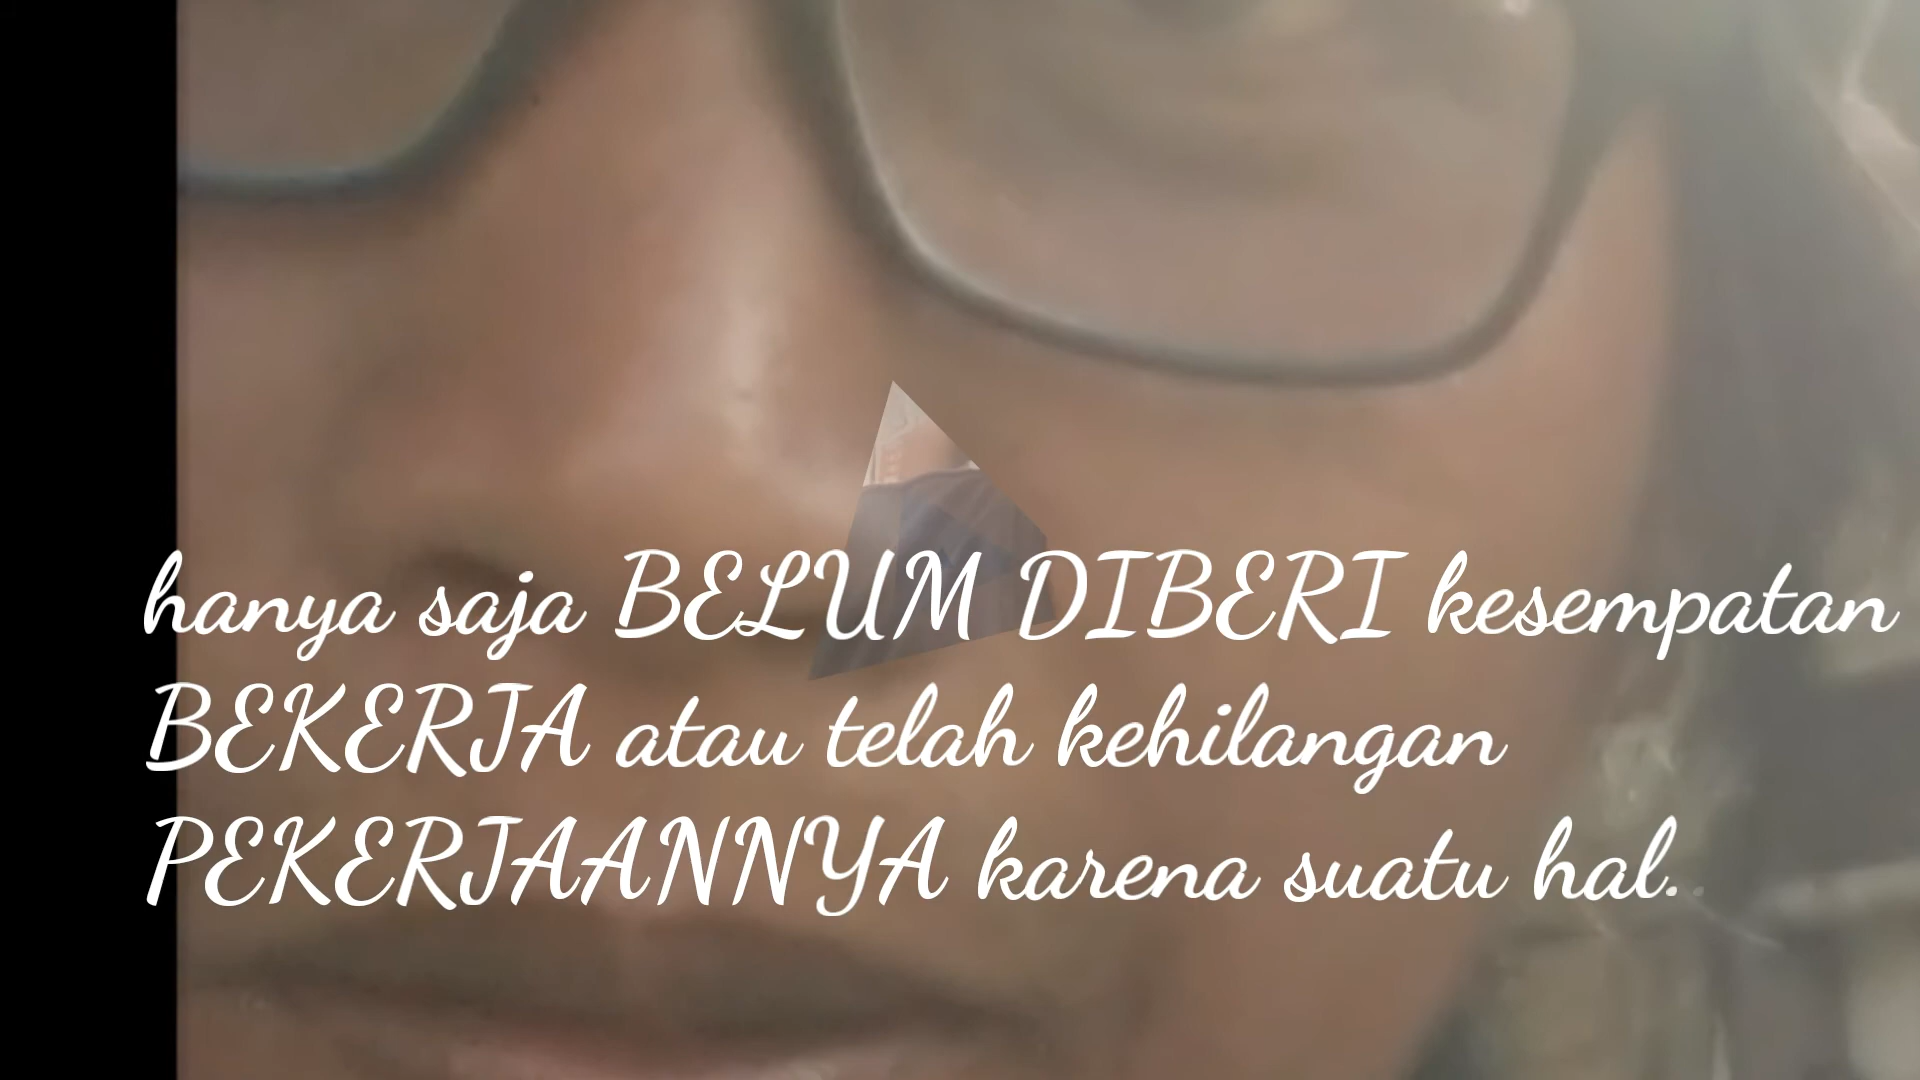 hanya saja BELUM DIBERI kesempatan
BEKERJA atau telah kehilangan
PEKERJAANNYA karena suatu hal.